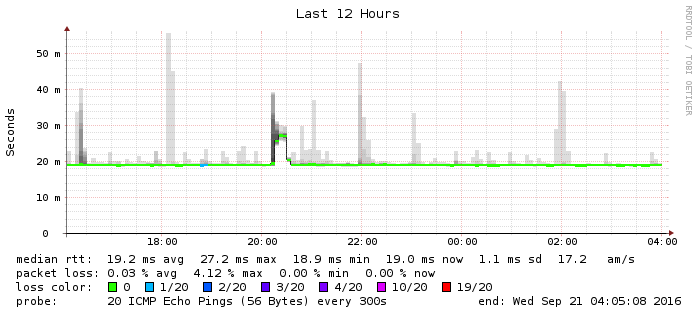 Last 12 Hours
RRDTOOL / TOBI OETIKER
Seconds
50 m
40 m
30 m
20 m
10 m
0
18:00 20:00 22:00 00:00 02:00 04:00
median rtt: 19.2 ms avg 27.2 ms max 18.9 ms min 19.0 ms now 1.1 ms sd 17.2 am/s
packet loss: 0.03 % avg 4.12 % max 0.00 % min 0.00 % now
loss color: 0 1/20 2/20 3/20 4/20 10/20 19/20
probe: 20 ICMP Echo Pings (56 Bytes) every 300s end: Wed Sep 21 04:05:08 2016